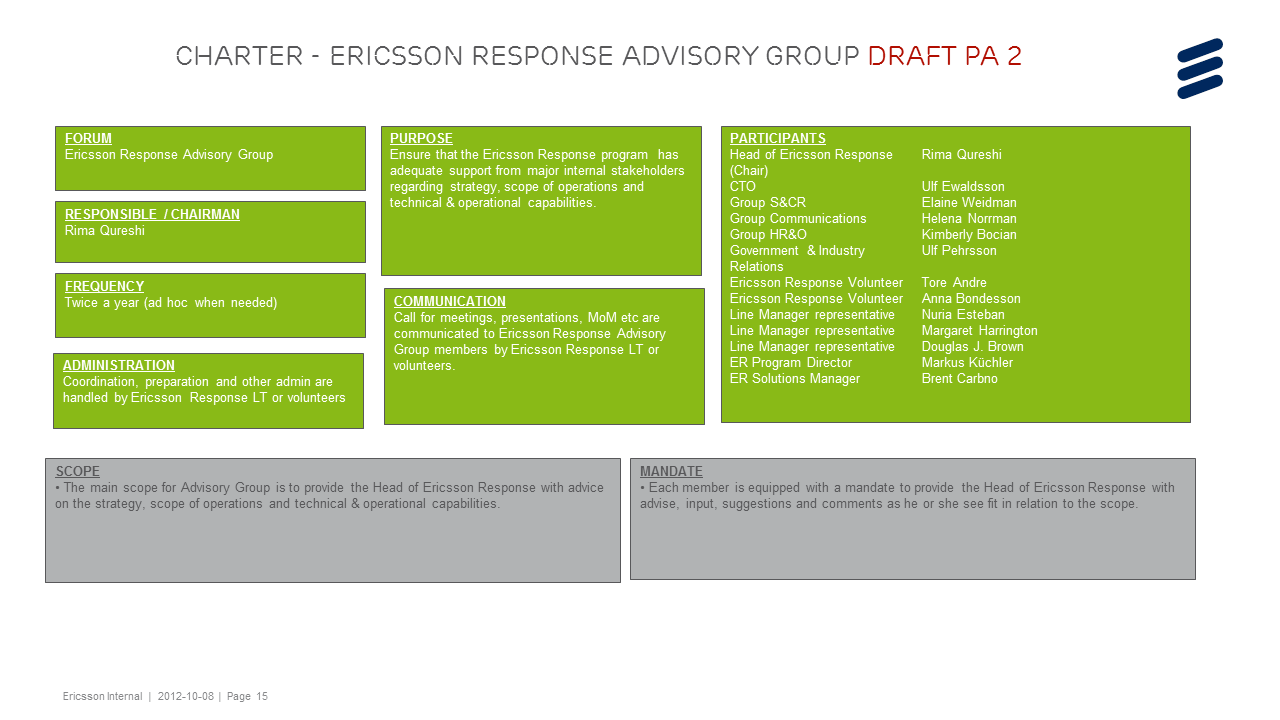 CHARTER - ERICSSON RESPONSE ADVISORY GROUP DRAFT PA 2
FORUM
Ericsson Response Advisory Group
RESPONSIBLE / CHAIRMAN
Rima Qureshi
FREQUENCY
Twice a year (ad hoc when needed)
ADMINISTRATION
Coordination, preparation and other admin are
handled by Ericsson Response LT or volunteers
PURPOSE
Ensure that the Ericsson Response program has
adequate support from major internal stakeholders
regarding strategy, scope of operations and
technical & operational capabilities.
COMMUNICATION
Call for meetings, presentations, MoM etc are
communicated to Ericsson Response Advisory
Group members by Ericsson Response LT or
volunteers.
PARTICIPANTS
Head of Ericsson Response Rima Qureshi
(Chair)
CTO Ulf Ewaldsson
Group S&CR Elaine Weidman
Group Communications Helena Norrman
Group HR&O Kimberly Bocian
Government & Industry Ulf Pehrsson
Relations
Ericsson Response Volunteer Tore Andre
Ericsson Response Volunteer Anna Bondesson
Line Manager representative Nuria Esteban
Line Manager representative Margaret Harrington
Line Manager representative Douglas J. Brown
ER Program Director Markus Küchler
ER Solutions Manager Brent Carbno
SCOPE
• The main scope for Advisory Group is to provide the Head of Ericsson Response with advice
on the strategy, scope of operations and technical & operational capabilities.
MANDATE
• Each member is equipped with a mandate to provide the Head of Ericsson Response with
advise, input, suggestions and comments as he or she see fit in relation to the scope.
Ericsson Internal | 2012-10-08 | Page 15